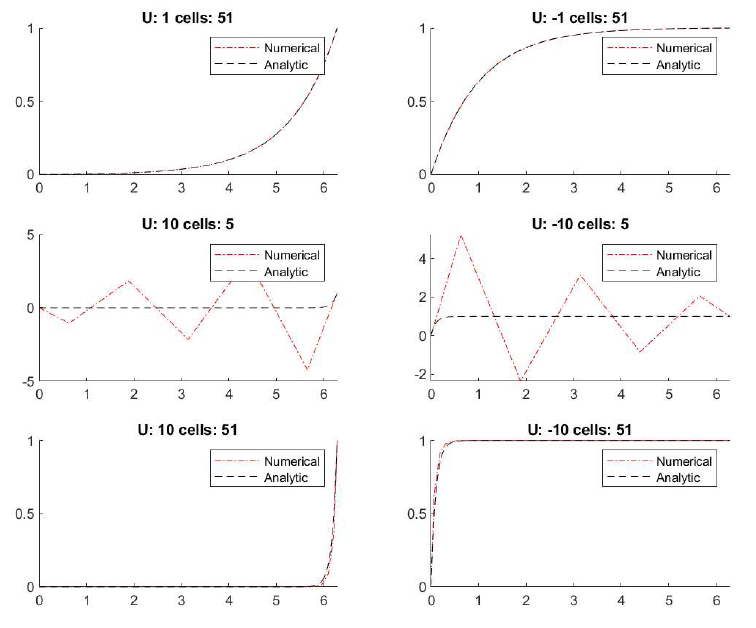 U: 1 cells: 51
1
0.5
0
0 1 2 3 4 5 6
Numerical
Analytic
U: -1 cells: 51
1
0.5
0
0 1 2 3 4 5 6
Numerical
Analytic
U: 10 cells: 5
5
0
-5
0 1 2 3 4 5 6
Numerical
Analytic
U: -10 cells: 5
4
2
0
-2
0 1 2 3 4 5 6
Numerical
Analytic
U: 10 cells: 51
1
0.5
0
0 1 2 3 4 5 6
Numerical
Analytic
U: -10 cells: 51
1
0.5
0
0 1 2 3 4 5 6
Numerical
Analytic